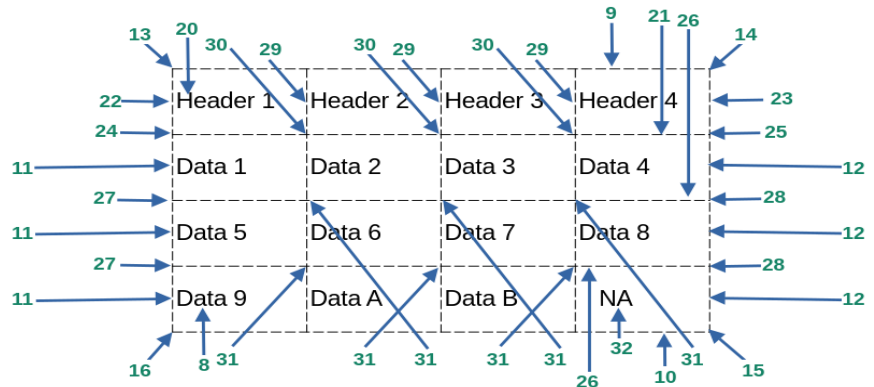 9 21 26
13 20 30 29 30 29 30 29 14
22 Header 1 Header 2 Header 3 Header 4 23
24 25
11 Data 1 Data 2 Data 3 Data 4 12
27 28
11 Data 5 Data 6 Data 7 Data 8 12
27 28
11 Data 9 Data A Data B NA 12
16 8 31 31 31 31 31 26 32 10 31 15